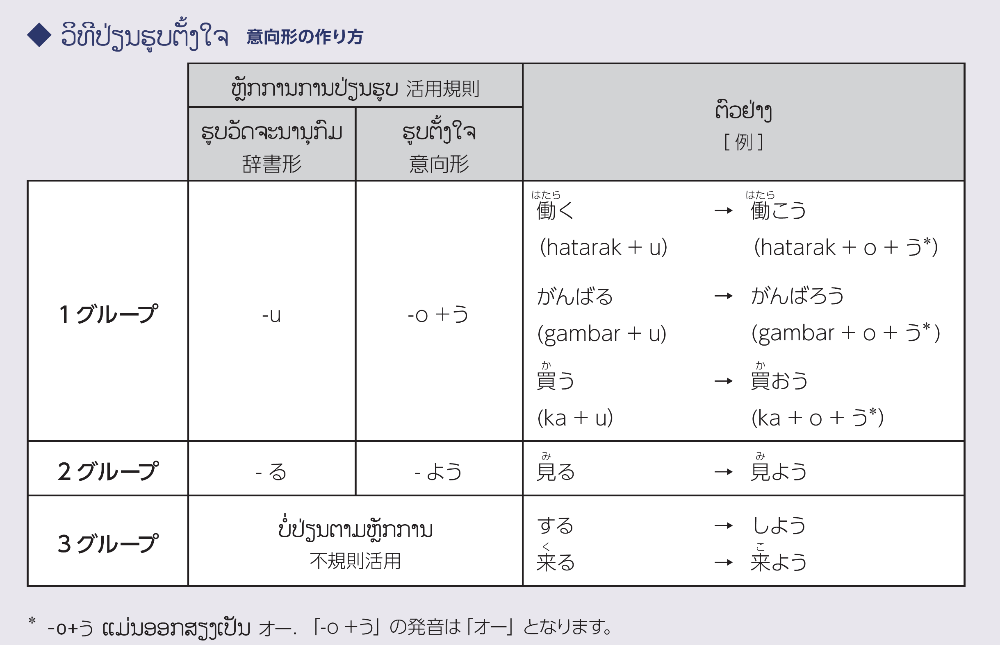 ◆ ວິທີປ່ຽນຮູບຕັ້ງໃຈ 意向形の作り方
ຫຼັກການການປ່ຽນຮູບ 活用規則
ຕົວຢ່າງ
[ 例 ]
ຮູບວັດຈະນານຸກົມ
辞書形
ຮູບຕັ້ງໃຈ
意向形
1 グループ
-u
-o +う
はたら はたら
働く → 働こう
(hatarak + u) (hatarak + o + う*)
がんばる → がんばろう
(gambar + u) (gambar + o + う* )
か か
買う → 買おう
(ka + u) (ka + o + う*)
2 グループ
- る
- よう
み み
見る → 見よう
3 グループ
ບໍ່ປ່ຽນຕາມຫຼັກການ
不規則活用
する → しよう
く こ
来る → 来よう
* -o+う ແມ່ນອອກສຽງເປັນ オー. 「-o +う」の発音は「オー」となります。